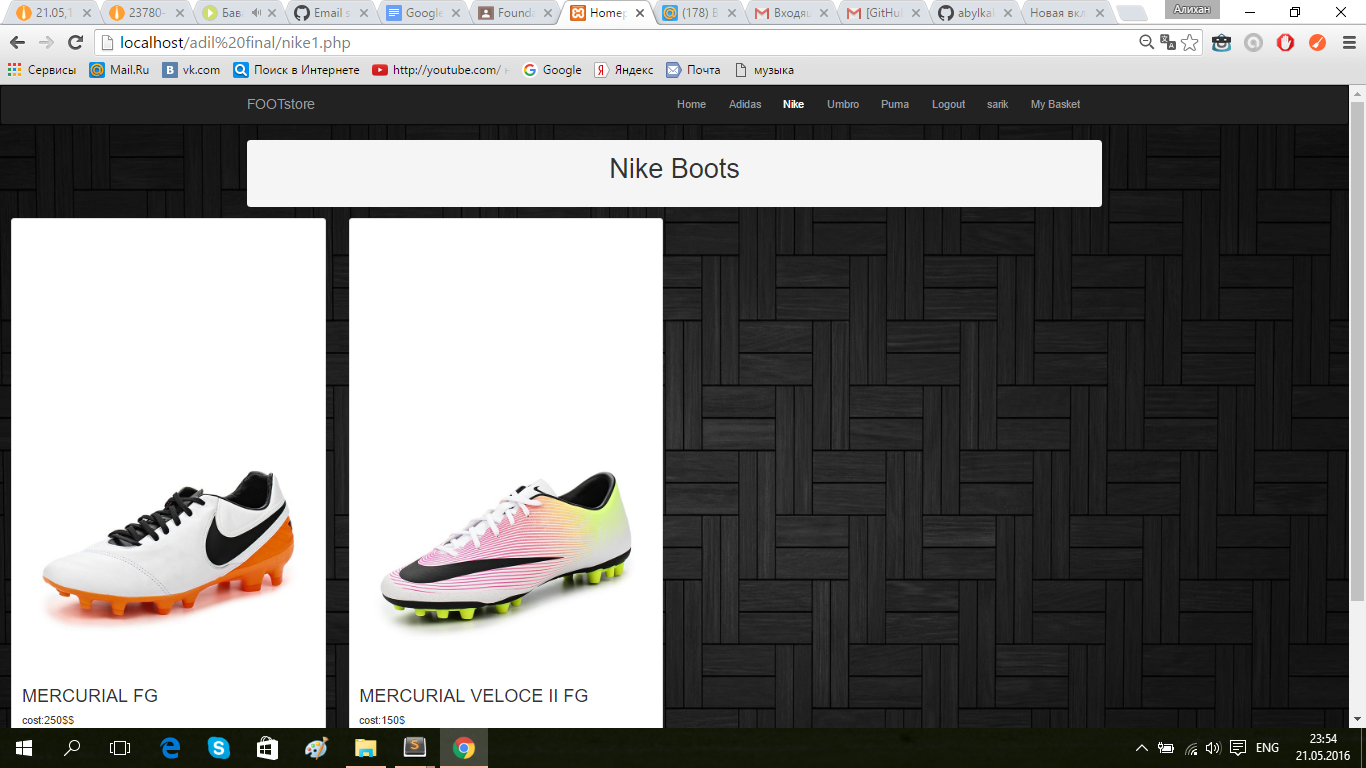 21.05,1
23780-
Бава
Email s
Google
Founda
Homep
(178) В
Входящ
[GitHu
abylka
Новая вкл
Алихан
localhost/adil%20final/nike1.php
Сервисы
Mail.Ru
vk.com
Поиск в Интернете
http://youtube.com/
Google
Яндекс
Почта
музыка
FOOTstore
Home
Adidas
Nike
Umbro
Puma
Logout
sarik
My Basket
Nike Boots
MERCURIAL FG
cost:250$$
MERCURIAL VELOCE II FG
cost:150$
ENG
23:54
21.05.2016